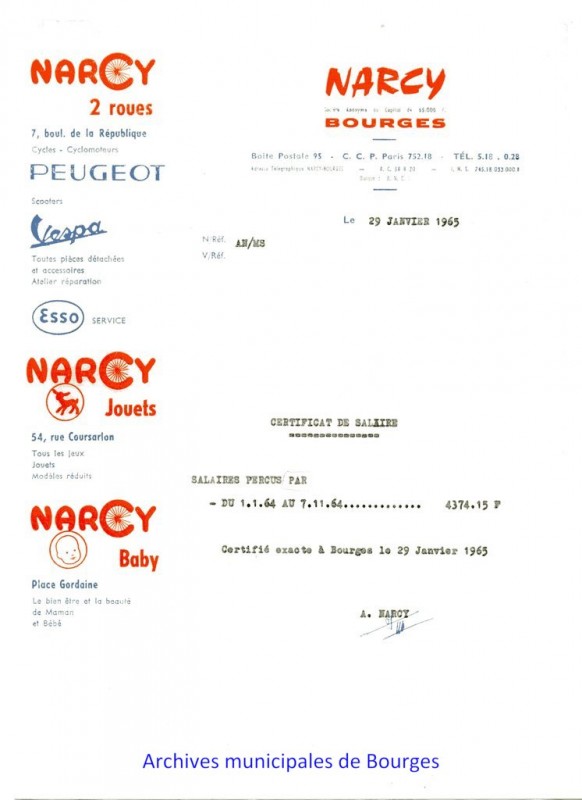 NARCY
2 roues
7, boul. de la République
Cycles - Cyclomoteurs
PEUGEOT
Scooters
Vespa
Toutes pièces détachées
et accessoires
Atelier réparation
Esso SERVICE
NARCY
Jouets
54, rue Coursarlon
Tous les jeux
Jouets
Modèles réduits
NARCY
Baby
Place Gordaine
Le bien être et la beauté
de Maman
et Bébé
NARCY
BOURGES
Boîte Postale 95 - C. C. P. Paris 752.18 - TÉL. 5.18 . 0.28
Le 29 JANVIER 1965
N/Réf. AN/MS
V/Réf.
CERTIFICAT DE SALAIRE
SALAIRES PERCUS PAR
- DU 1.1.64 AU 7.11.64............. 4374.15 F
Certifié exacte à Bourges le 29 Janvier 1965
A. NARCY
Archives municipales de Bourges